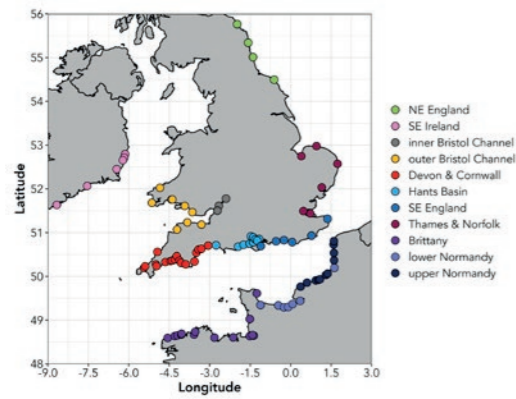 56
55
54
53
52
51
50
49
48
Latitude
-9.0
-7.5
-6.0
-4.5
-3.0
-1.5
0.0
1.5
3.0
Longitude
NE England
SE Ireland
inner Bristol Channel
outer Bristol Channel
Devon & Cornwall
Hants Basin
SE England
Thames & Norfolk
Brittany
lower Normandy
upper Normandy